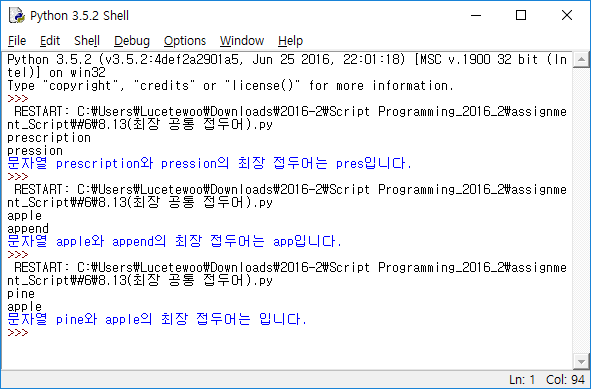 Python 3.5.2 Shell
File Edit Shell Debug Options Window Help
Python 3.5.2 (v3.5.2:4def2a2901a5, Jun 25 2016, 22:01:18) [MSC v.1900 32 bit (In
tel)] on win32
Type "copyright", "credits" or "license()" for more information.
>>>
RESTART: C:₩Users₩Lucetewoo₩Downloads₩2016-2₩Script Programming_2016_2₩assignme
nt_Script₩#6₩8.13(최장 공통 접두어).py
prescription
pression
문자열 prescription와 pression의 최장 접두어는 pres입니다.
>>>
RESTART: C:₩Users₩Lucetewoo₩Downloads₩2016-2₩Script Programming_2016_2₩assignme
nt_Script₩#6₩8.13(최장 공통 접두어).py
apple
append
문자열 apple와 append의 최장 접두어는 app입니다.
>>>
RESTART: C:₩Users₩Lucetewoo₩Downloads₩2016-2₩Script Programming_2016_2₩assignme
nt_Script₩#6₩8.13(최장 공통 접두어).py
pine
apple
문자열 pine와 apple의 최장 접두어는 입니다.
>>>
Ln: 1 Col: 94